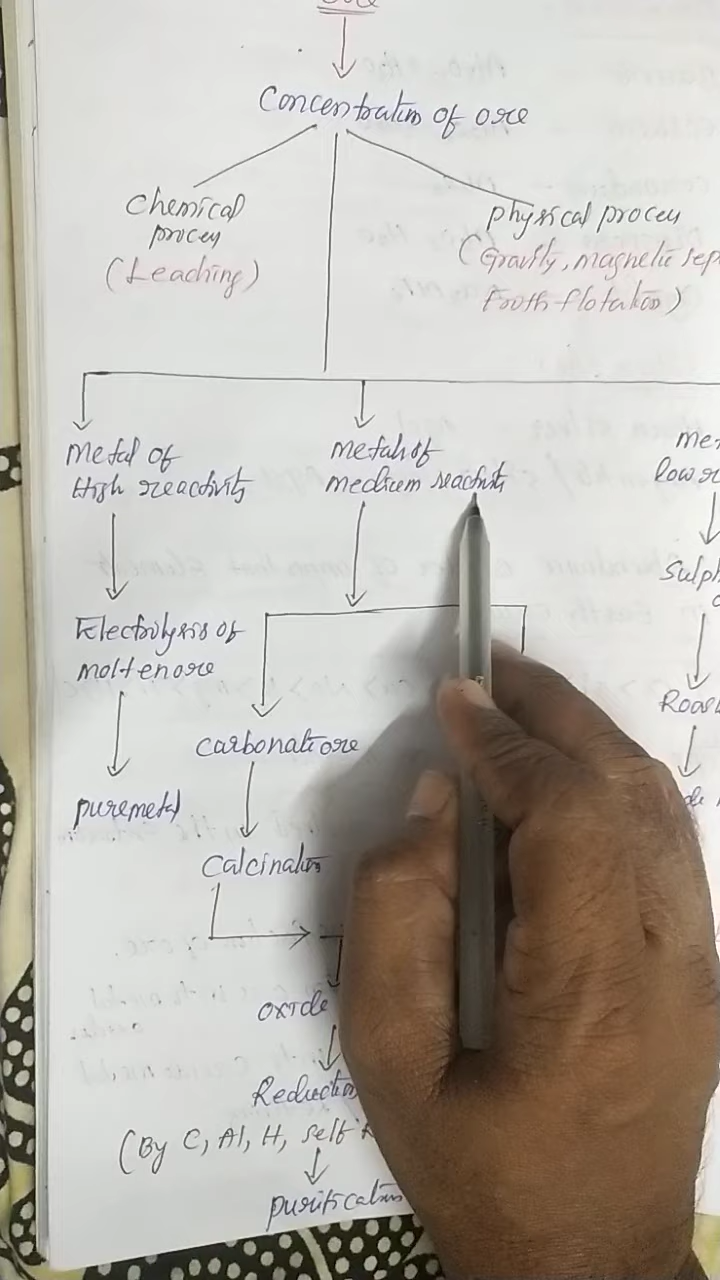 Concentration of ore
Chemical
process
(Leaching)
physical process
(Gravity, magnetic sep
Froth-flotation)
Metal of
High reactivity
metals of
medium reactivity
me
low
Electrolysis of
molten ore
Sulph
pure metal
carbonate ore
Roas
Calcination
oxide
Reduction
(By C, Al, H, self
purification